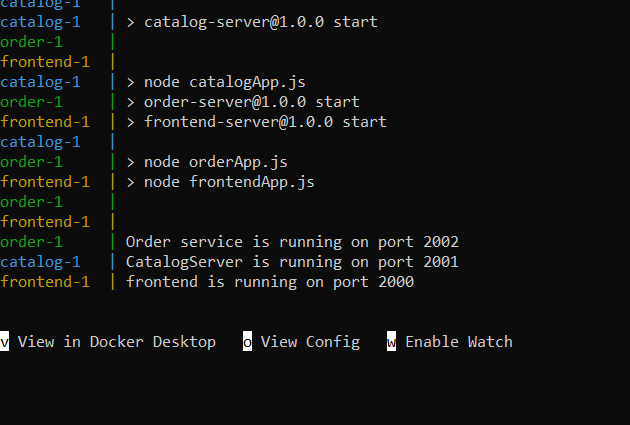 catalog-1 |
catalog-1 | > catalog-server@1.0.0 start
order-1 |
frontend-1 |
catalog-1 | > node catalogApp.js
order-1 | > order-server@1.0.0 start
frontend-1 | > frontend-server@1.0.0 start
catalog-1 |
order-1 | > node orderApp.js
frontend-1 | > node frontendApp.js
order-1 |
frontend-1 |
order-1 | Order service is running on port 2002
catalog-1 | CatalogServer is running on port 2001
frontend-1 | frontend is running on port 2000
v View in Docker Desktop o View Config w Enable Watch